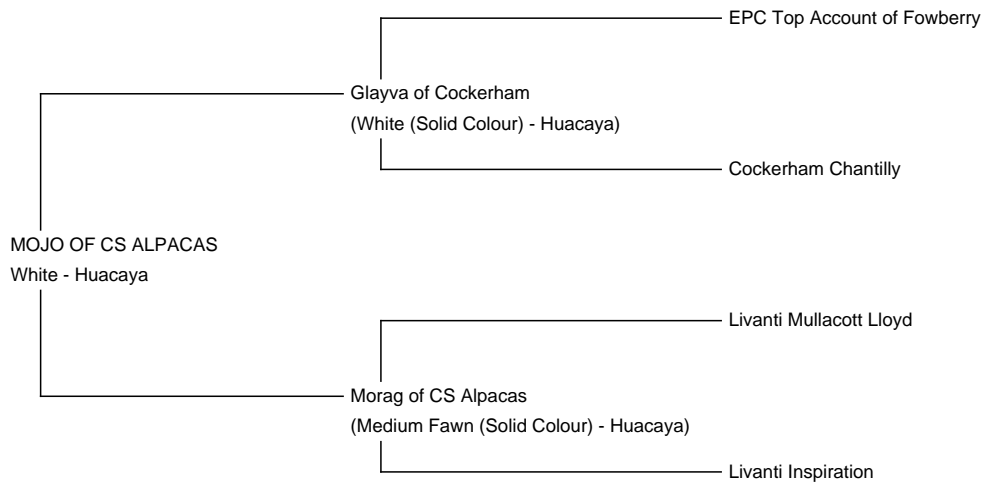 EPC Top Account of Fowberry
Glayva of Cockerham
(White (Solid Colour) - Huacaya)
Cockerham Chantilly
MOJO OF CS ALPACAS
White - Huacaya
Livanti Mullacott Lloyd
Morag of CS Alpacas
(Medium Fawn (Solid Colour) - Huacaya)
Livanti Inspiration